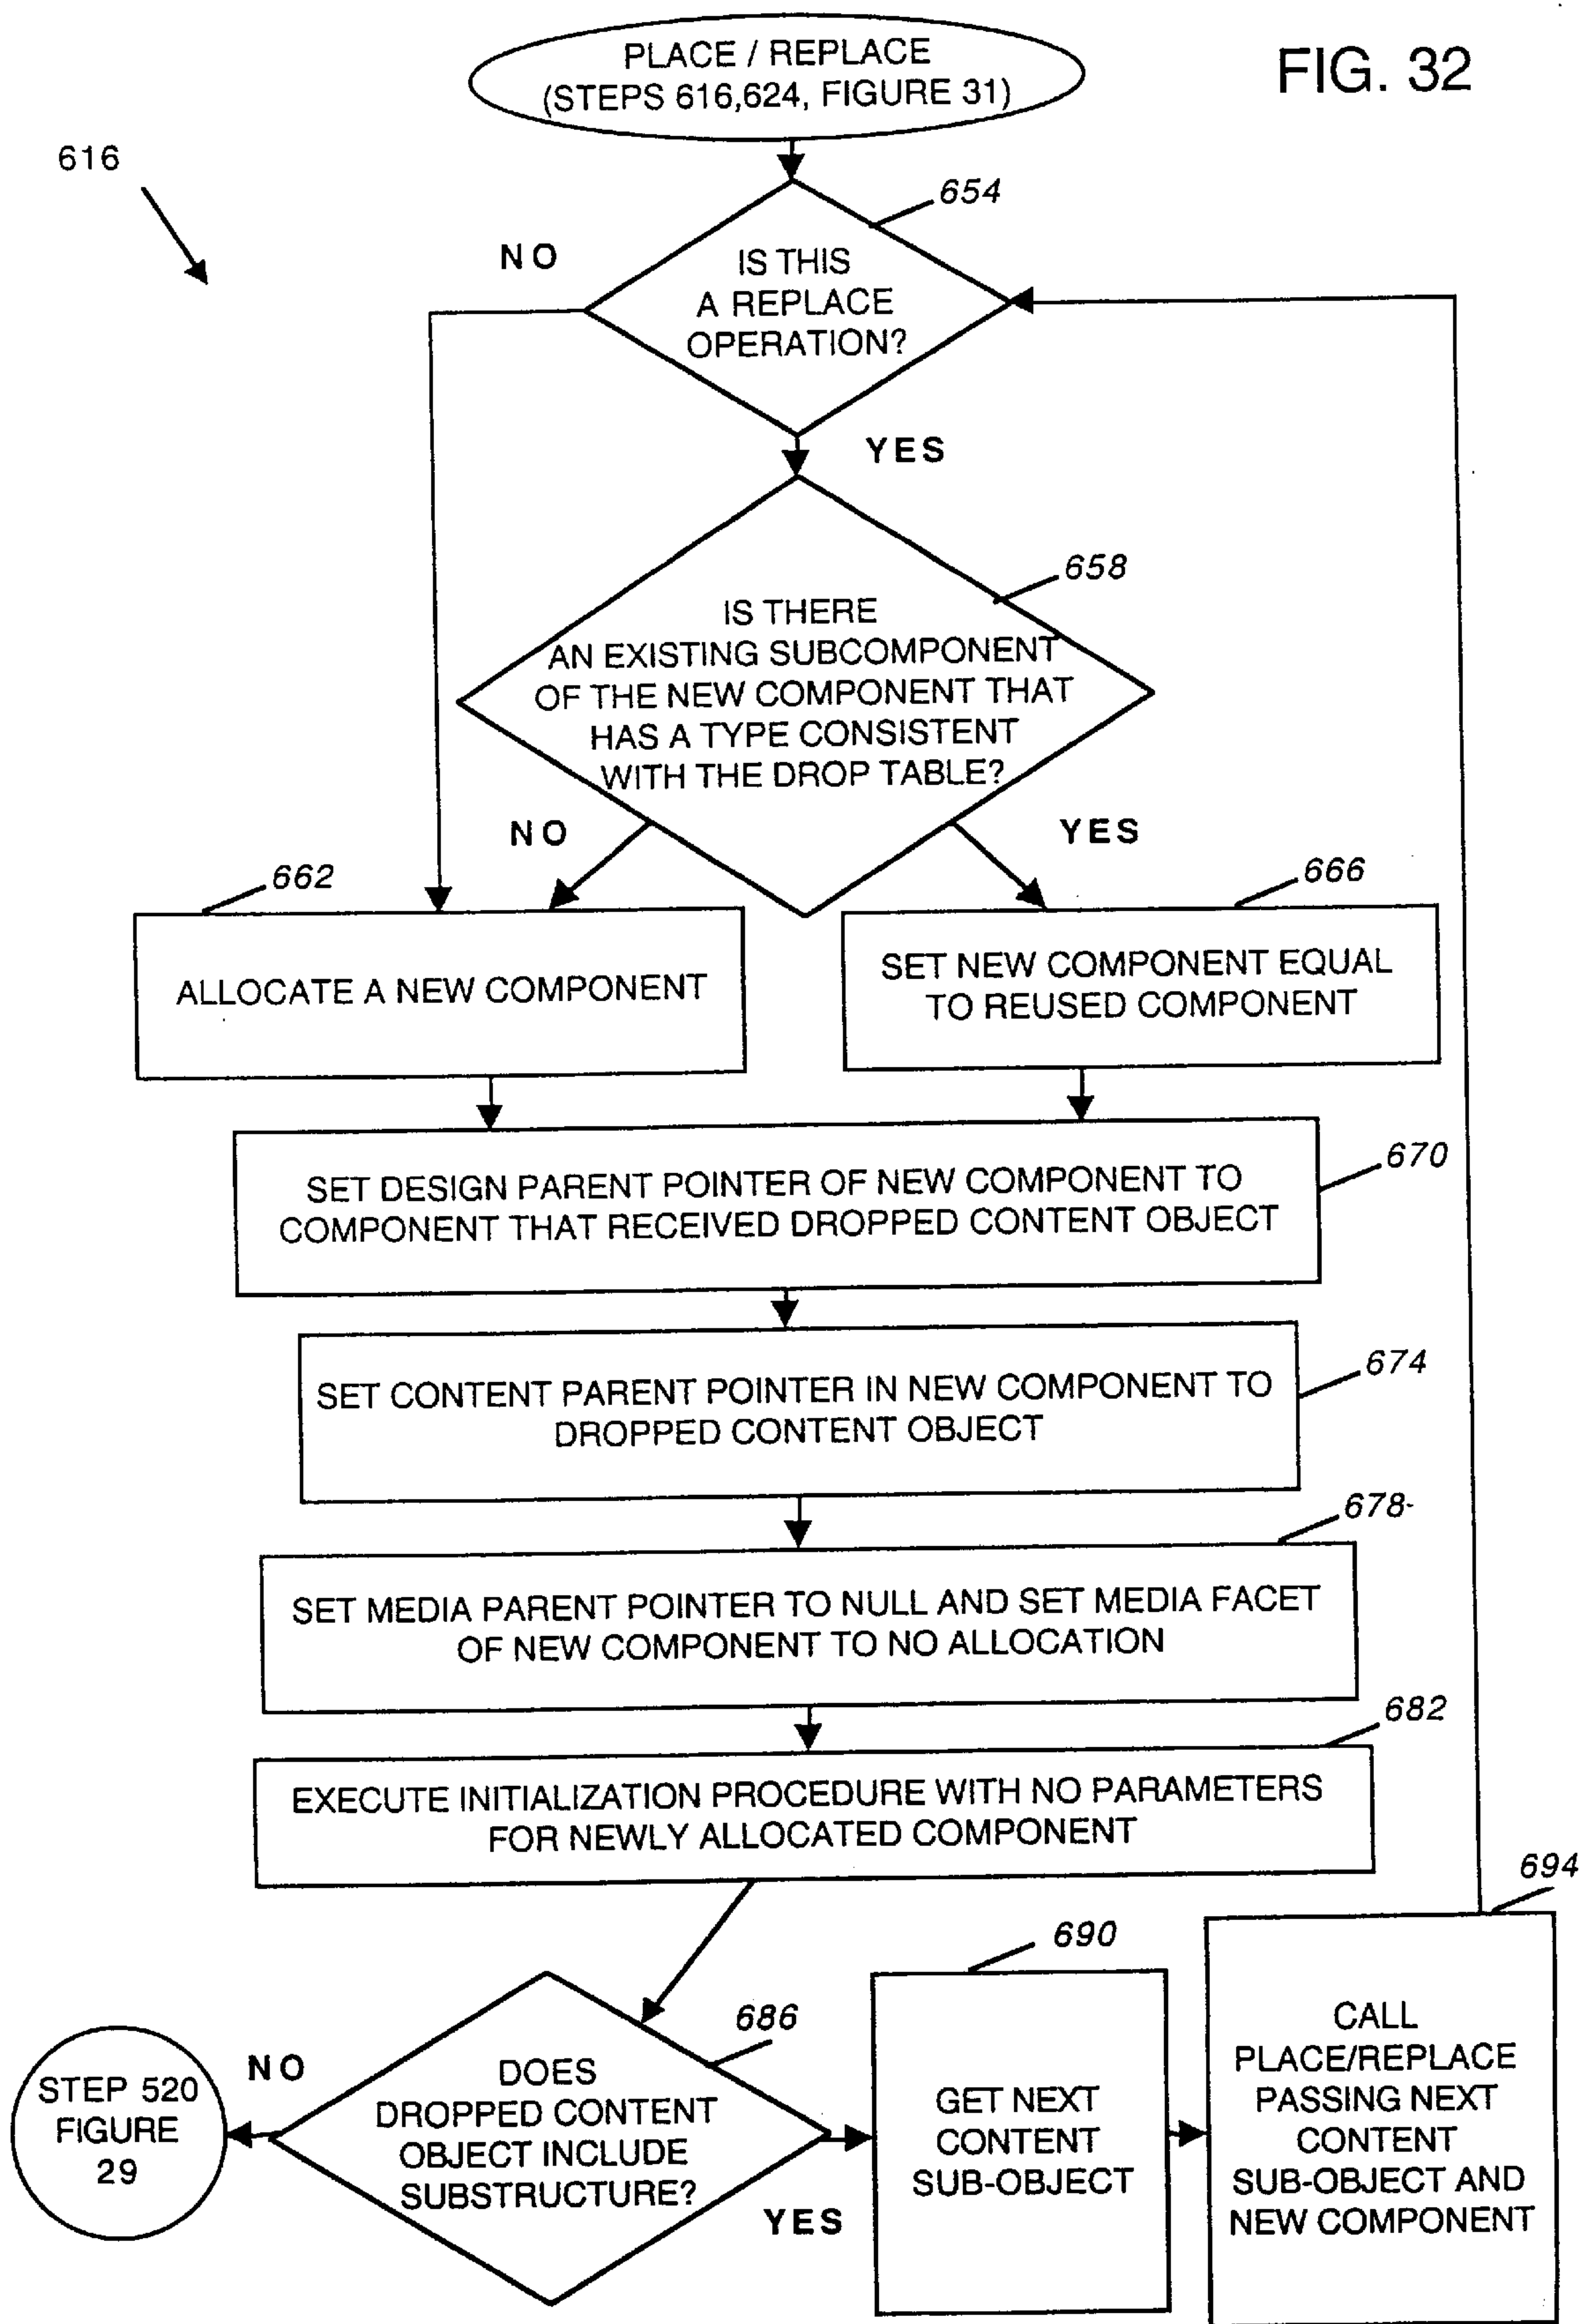 PLACE / REPLACE
(STEPS 616,624, FIGURE 31)
FIG. 32
616
654
NO
IS THIS
A REPLACE
OPERATION?
YES
658
IS THERE
AN EXISTING SUBCOMPONENT
OF THE NEW COMPONENT THAT
HAS A TYPE CONSISTENT
WITH THE DROP TABLE?
NO
YES
662
666
ALLOCATE A NEW COMPONENT
SET NEW COMPONENT EQUAL
TO REUSED COMPONENT
670
SET DESIGN PARENT POINTER OF NEW COMPONENT TO
COMPONENT THAT RECEIVED DROPPED CONTENT OBJECT
674
SET CONTENT PARENT POINTER IN NEW COMPONENT TO
DROPPED CONTENT OBJECT
678
SET MEDIA PARENT POINTER TO NULL AND SET MEDIA FACET
OF NEW COMPONENT TO NO ALLOCATION
682
EXECUTE INITIALIZATION PROCEDURE WITH NO PARAMETERS
FOR NEWLY ALLOCATED COMPONENT
694
690
686
NO
STEP 520
FIGURE
29
DOES
DROPPED CONTENT
OBJECT INCLUDE
SUBSTRUCTURE?
YES
GET NEXT
CONTENT
SUB-OBJECT
CALL
PLACE/REPLACE
PASSING NEXT
CONTENT
SUB-OBJECT AND
NEW COMPONENT